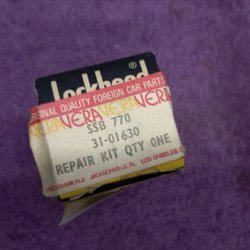 Lockheed
ORIGINAL QUALITY FOREIGN CAR PARTS
VERA VERA VERA
SSB 770
31-01630
REPAIR KIT QTY ONE
N.J. JACKSONVILLE, FL. LOS ANGELES, C